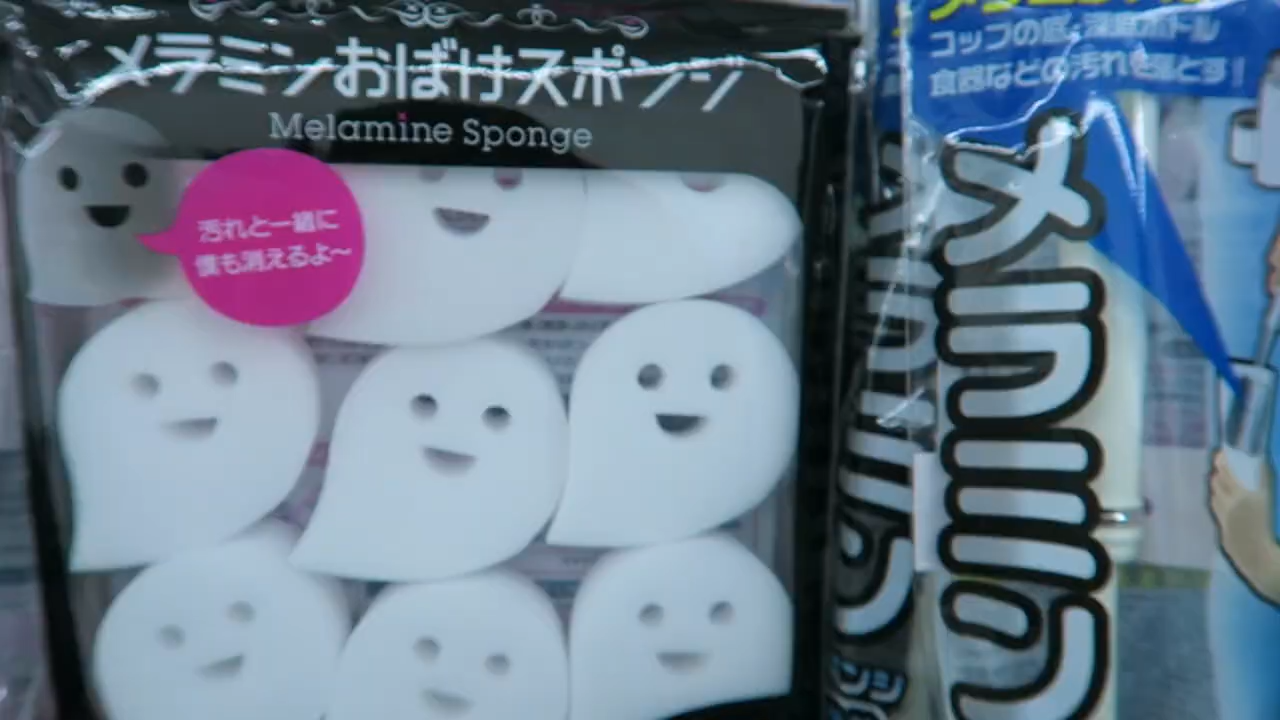 メラミンおばけスポンジ
Melamine Sponge
汚れと一緒に
僕も消えるよ~
コップの底、深底ボトル
食器などの汚れを落とす!
メラミン